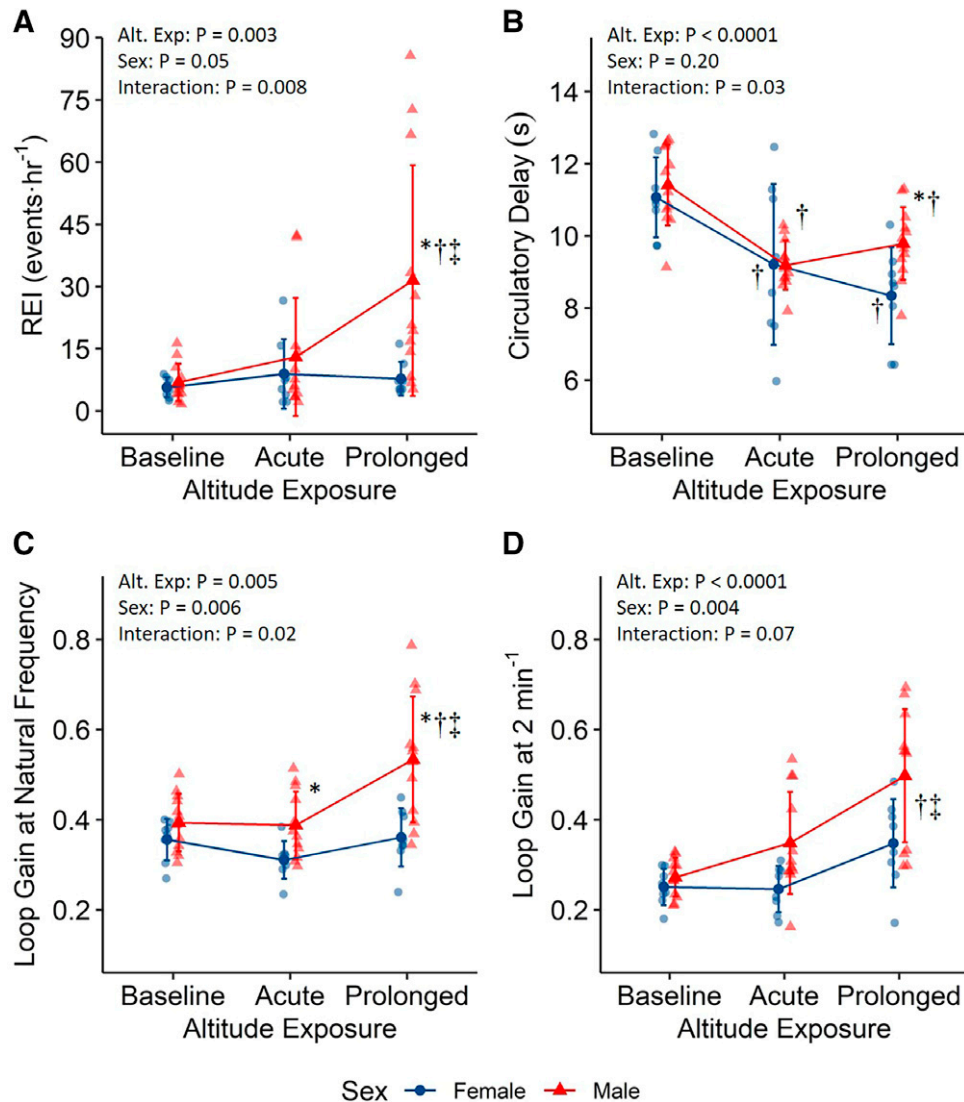 A
Alt. Exp: P = 0.003
Sex: P = 0.05
Interaction: P = 0.008
REI (events·hr⁻¹)
90
75
60
45
30
15
0
*†‡
Baseline Acute Prolonged
Altitude Exposure
B
Alt. Exp: P < 0.0001
Sex: P = 0.20
Interaction: P = 0.03
Circulatory Delay (s)
14
12
10
8
6
†
†
*†
†
Baseline Acute Prolonged
Altitude Exposure
C
Alt. Exp: P = 0.005
Sex: P = 0.006
Interaction: P = 0.02
Loop Gain at Natural Frequency
0.8
0.6
0.4
0.2
*
*†‡
Baseline Acute Prolonged
Altitude Exposure
D
Alt. Exp: P < 0.0001
Sex: P = 0.004
Interaction: P = 0.07
Loop Gain at 2 min⁻¹
0.8
0.6
0.4
0.2
†‡
Baseline Acute Prolonged
Altitude Exposure
Sex Female Male